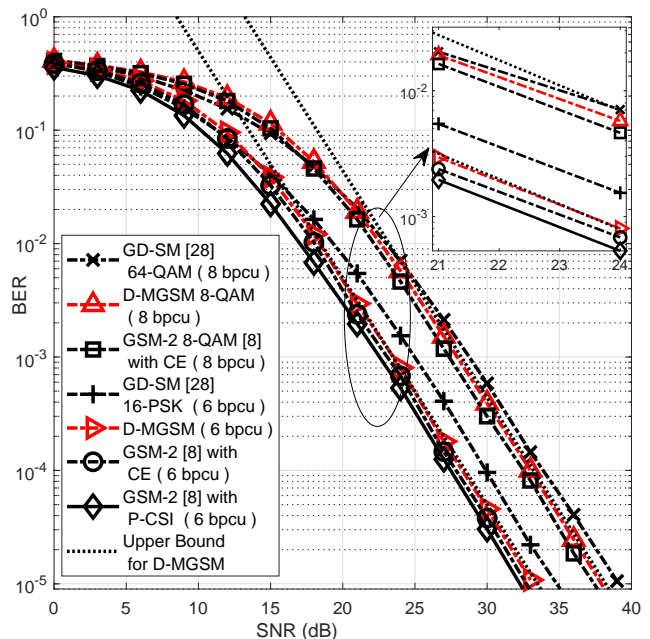 10^0
10^-1
10^-2
10^-3
10^-4
10^-5
BER
0 5 10 15 20 25 30 35 40
SNR (dB)
GD-SM [28]
64-QAM ( 8 bpcu )
D-MGSM 8-QAM
( 8 bpcu )
GSM-2 8-QAM [8]
with CE ( 8 bpcu )
GD-SM [28]
16-PSK ( 6 bpcu )
D-MGSM ( 6 bpcu )
GSM-2 [8] with
CE ( 6 bpcu )
GSM-2 [8] with
P-CSI ( 6 bpcu )
Upper Bound
for D-MGSM
10^-2
10^-3
21 22 23 24